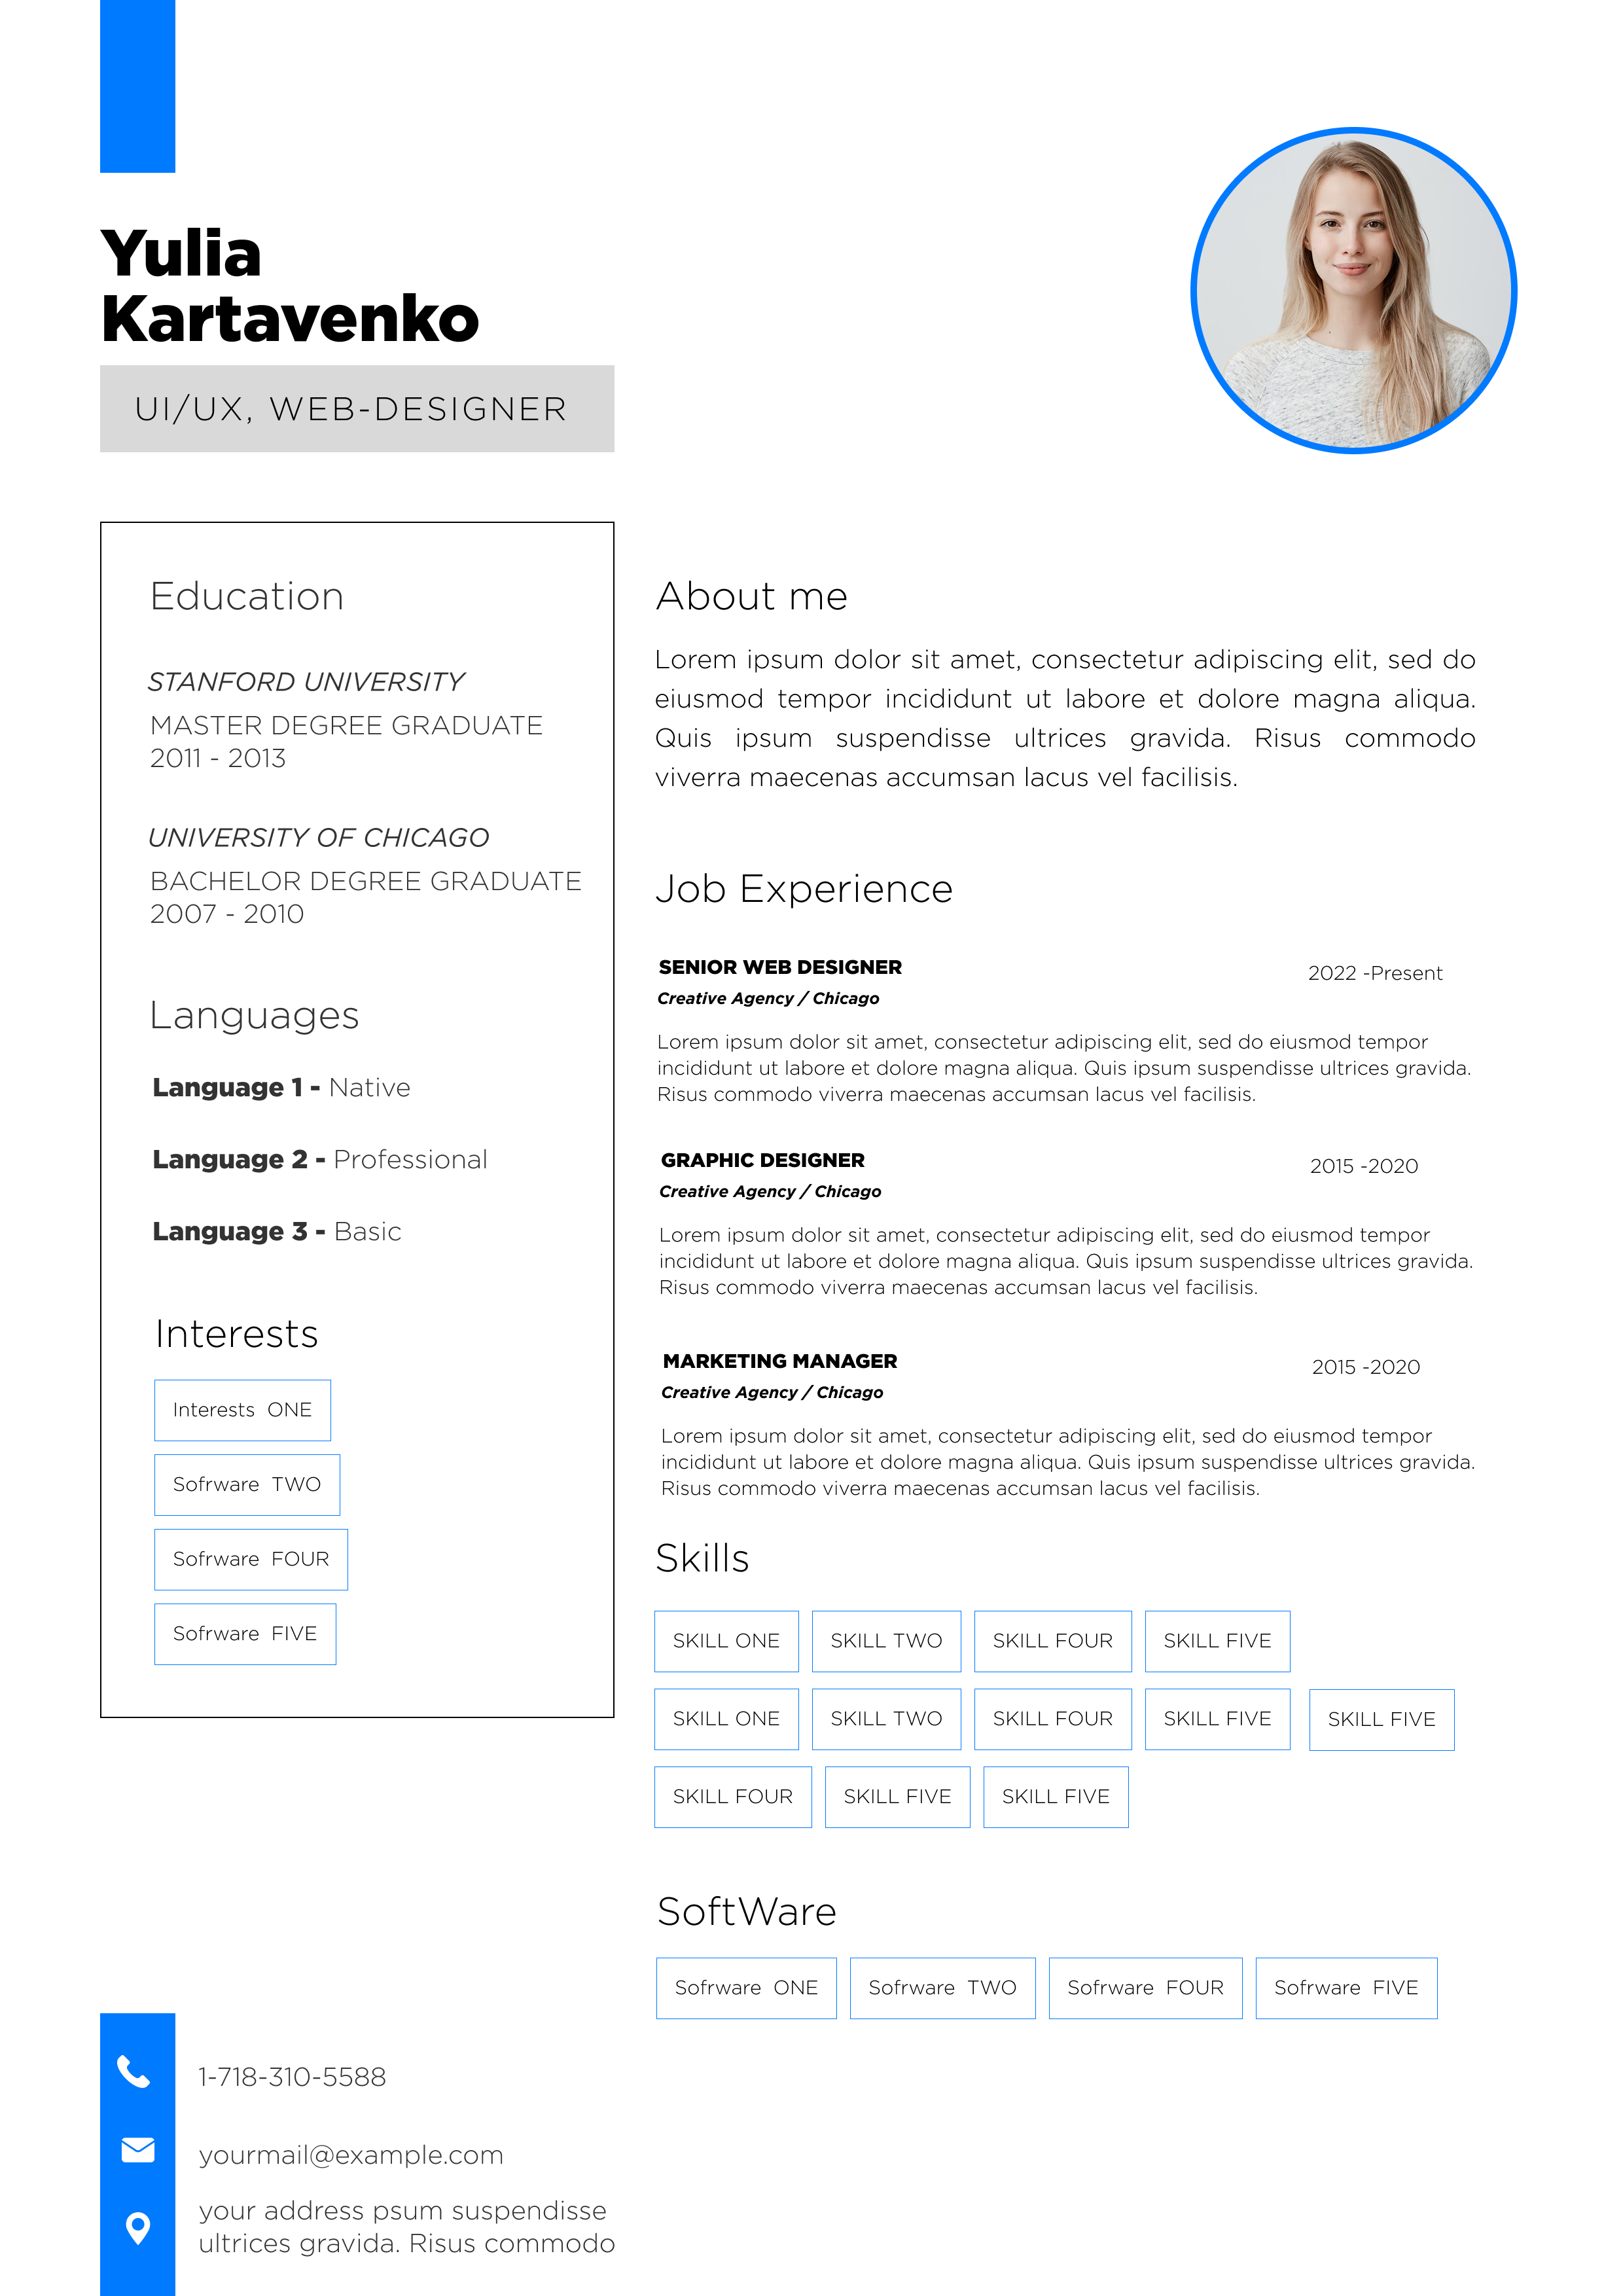 Yulia
Kartavenko
UI/UX, WEB-DESIGNER
Education
STANFORD UNIVERSITY
MASTER DEGREE GRADUATE
2011 - 2013
UNIVERSITY OF CHICAGO
BACHELOR DEGREE GRADUATE
2007 - 2010
Languages
Language 1 - Native
Language 2 - Professional
Language 3 - Basic
Interests
Interests ONE
Sofrware TWO
Sofrware FOUR
Sofrware FIVE
About me
Lorem ipsum dolor sit amet, consectetur adipiscing elit, sed do
eiusmod tempor incididunt ut labore et dolore magna aliqua.
Quis ipsum suspendisse ultrices gravida. Risus commodo
viverra maecenas accumsan lacus vel facilisis.
Job Experience
SENIOR WEB DESIGNER 2022 -Present
Creative Agency / Chicago
Lorem ipsum dolor sit amet, consectetur adipiscing elit, sed do eiusmod tempor
incididunt ut labore et dolore magna aliqua. Quis ipsum suspendisse ultrices gravida.
Risus commodo viverra maecenas accumsan lacus vel facilisis.
GRAPHIC DESIGNER 2015 -2020
Creative Agency / Chicago
Lorem ipsum dolor sit amet, consectetur adipiscing elit, sed do eiusmod tempor
incididunt ut labore et dolore magna aliqua. Quis ipsum suspendisse ultrices gravida.
Risus commodo viverra maecenas accumsan lacus vel facilisis.
MARKETING MANAGER 2015 -2020
Creative Agency / Chicago
Lorem ipsum dolor sit amet, consectetur adipiscing elit, sed do eiusmod tempor
incididunt ut labore et dolore magna aliqua. Quis ipsum suspendisse ultrices gravida.
Risus commodo viverra maecenas accumsan lacus vel facilisis.
Skills
SKILL ONE SKILL TWO SKILL FOUR SKILL FIVE
SKILL ONE SKILL TWO SKILL FOUR SKILL FIVE SKILL FIVE
SKILL FOUR SKILL FIVE SKILL FIVE
SoftWare
Sofrware ONE Sofrware TWO Sofrware FOUR Sofrware FIVE
1-718-310-5588
yourmail@example.com
your address psum suspendisse
ultrices gravida. Risus commodo